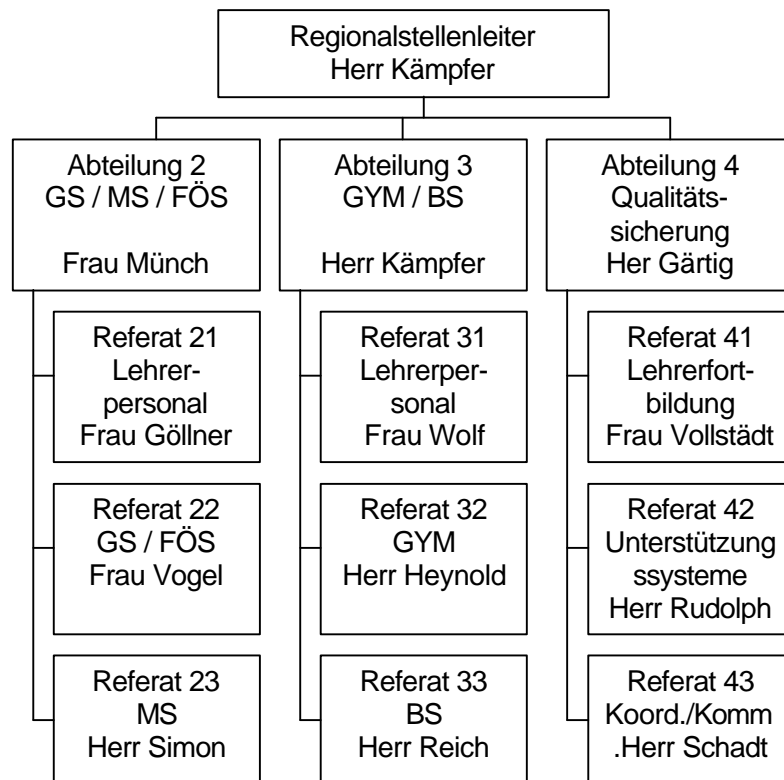 Regionalstellenleiter
Herr Kämpfer
Abteilung 2
GS / MS / FÖS
Frau Münch
Abteilung 3
GYM / BS
Herr Kämpfer
Abteilung 4
Qualitäts-
sicherung
Her Gärtig
Referat 21
Lehrer-
personal
Frau Göllner
Referat 31
Lehrerper-
sonal
Frau Wolf
Referat 41
Lehrerfort-
bildung
Frau Vollstädt
Referat 22
GS / FÖS
Frau Vogel
Referat 32
GYM
Herr Heynold
Referat 42
Unterstützung
ssysteme
Herr Rudolph
Referat 23
MS
Herr Simon
Referat 33
BS
Herr Reich
Referat 43
Koord./Komm
.Herr Schadt